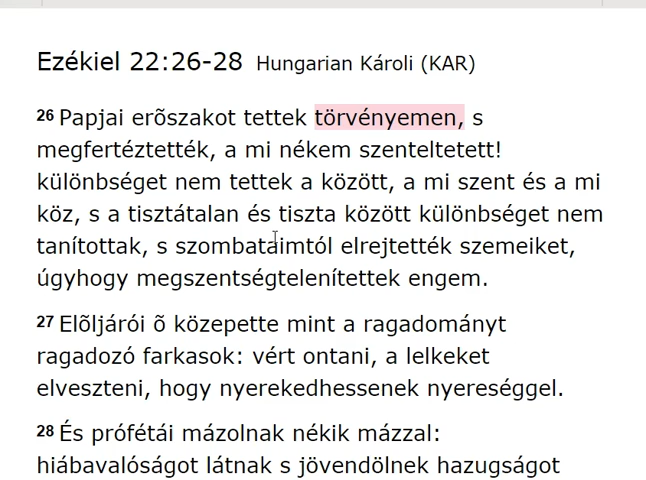 Ezékiel 22:26-28 Hungarian Károli (KAR)
26 Papjai erõszakot tettek törvényemen, s
megfertéztették, a mi nékem szenteltetett!
különbséget nem tettek a között, a mi szent és a mi
köz, s a tisztátalan és tiszta között különbséget nem
tanítottak, s szombataimtól elrejtették szemeiket,
úgyhogy megszentségtelenítettek engem.
27 Elõljárói õ közepette mint a ragadományt
ragadozó farkasok: vért ontani, a lelkeket
elveszteni, hogy nyerekedhessenek nyereséggel.
28 És prófétái mázolnak nékik mázzal:
hiábavalóságot látnak s jövendölnek hazugságot